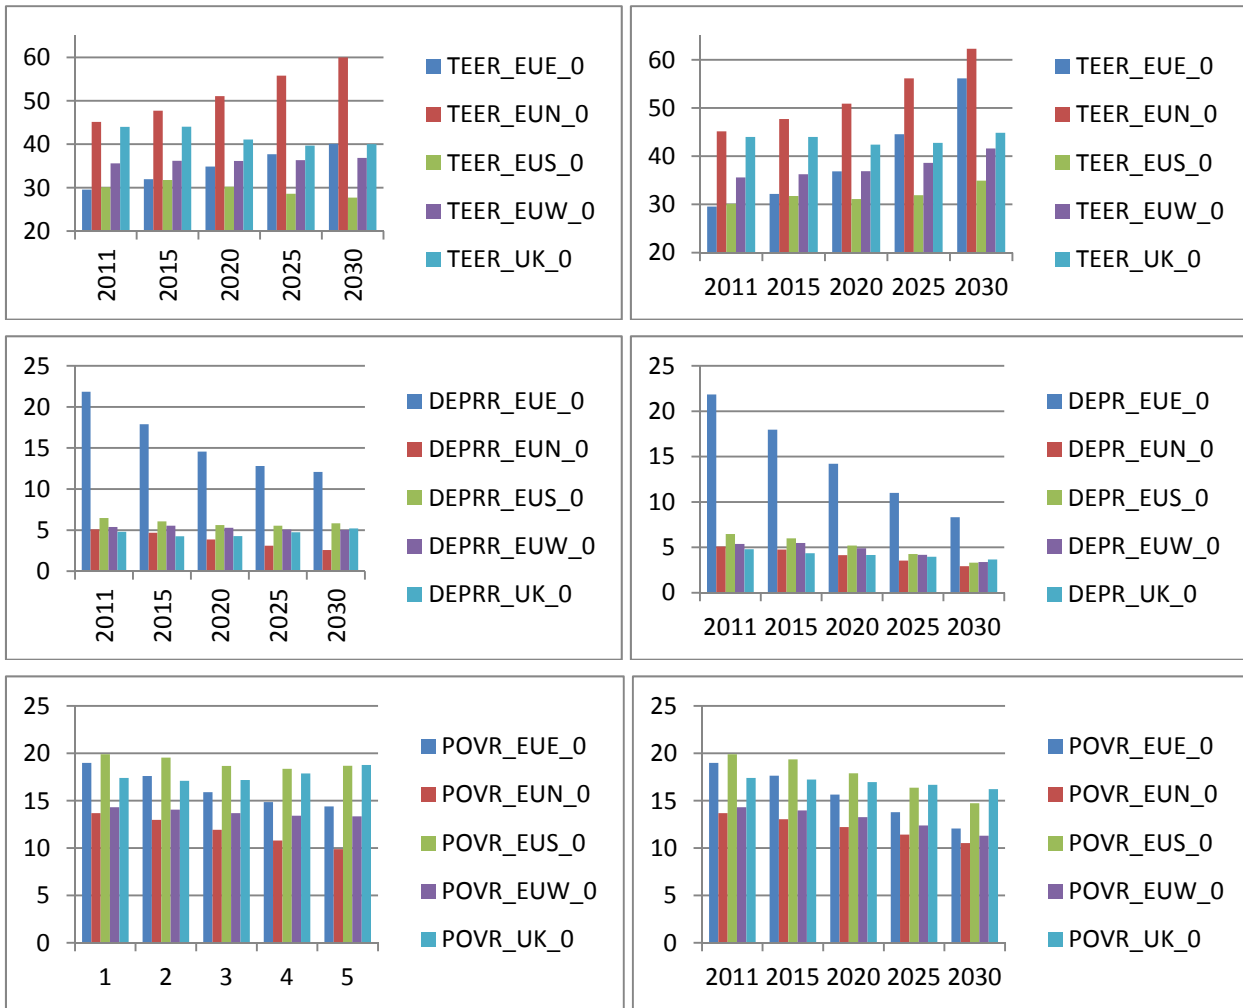 60
50
40
30
20
2011
2015
2020
2025
2030
TEER_EUE_0
TEER_EUN_0
TEER_EUS_0
TEER_EUW_0
TEER_UK_0
60
50
40
30
20
2011 2015 2020 2025 2030
TEER_EUE_0
TEER_EUN_0
TEER_EUS_0
TEER_EUW_0
TEER_UK_0
25
20
15
10
5
0
2011
2015
2020
2025
2030
DEPRR_EUE_0
DEPRR_EUN_0
DEPRR_EUS_0
DEPRR_EUW_0
DEPRR_UK_0
25
20
15
10
5
0
2011 2015 2020 2025 2030
DEPR_EUE_0
DEPR_EUN_0
DEPR_EUS_0
DEPR_EUW_0
DEPR_UK_0
25
20
15
10
5
0
1 2 3 4 5
POVR_EUE_0
POVR_EUN_0
POVR_EUS_0
POVR_EUW_0
POVR_UK_0
25
20
15
10
5
0
2011 2015 2020 2025 2030
POVR_EUE_0
POVR_EUN_0
POVR_EUS_0
POVR_EUW_0
POVR_UK_0